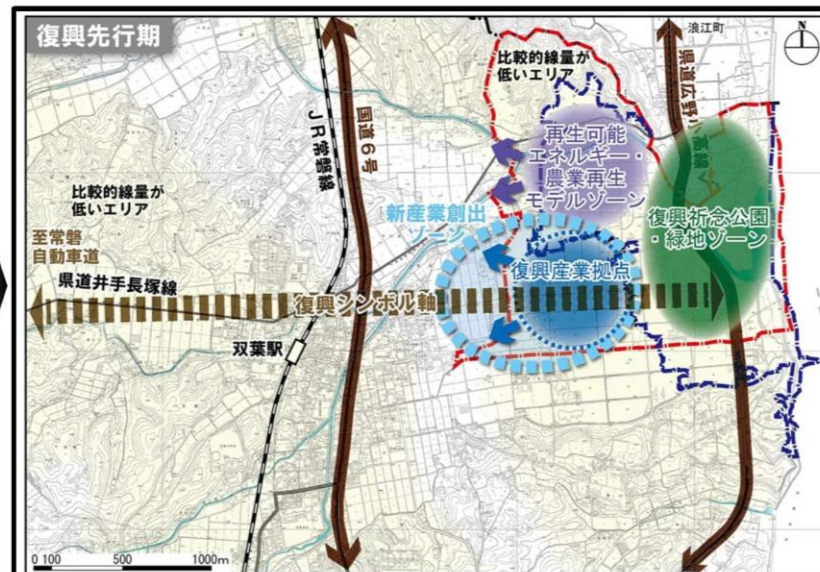 復興先行期
浪江町
N
比較的線量が
低いエリア
県道広野小高線
再生可能
エネルギー・
農業再生
モデルゾーン
国道6号
JR常磐線
比較的線量が
低いエリア
新産業創出
ゾーン
復興祈念公園
・緑地ゾーン
至常磐
自動車道
県道井手長塚線
復興シンボル軸
復興産業拠点
双葉駅
0 100 500 1000m